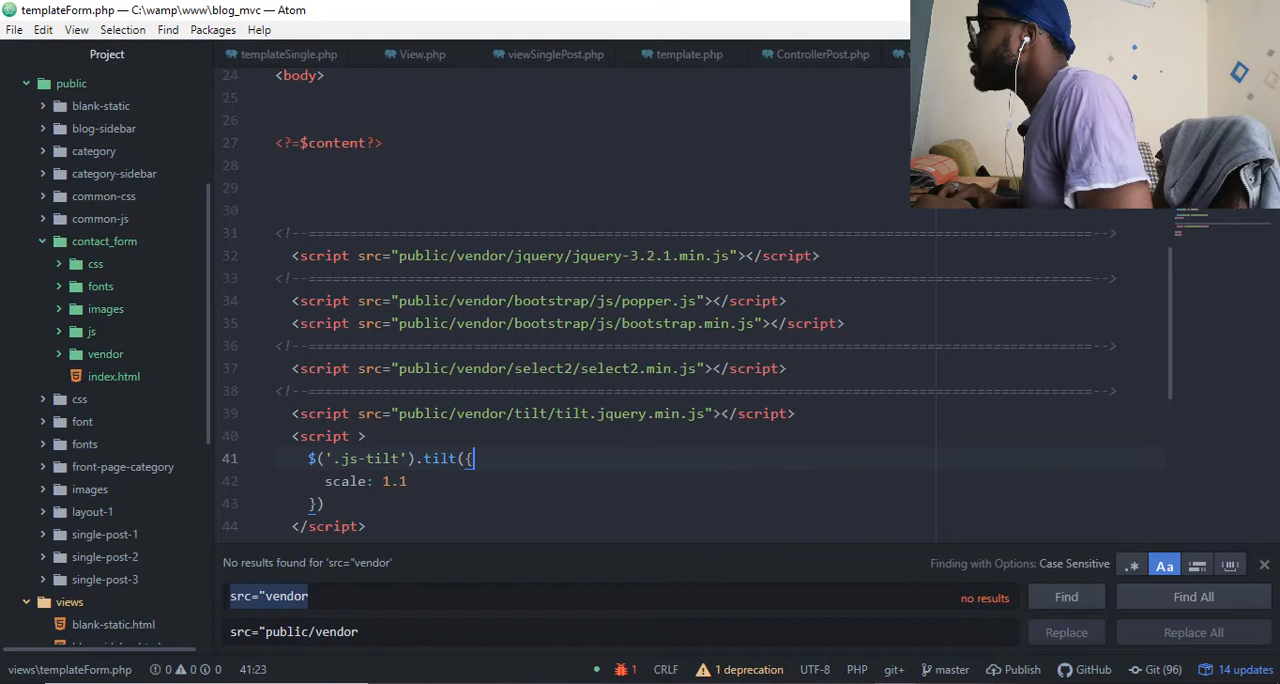 templateForm.php — C:\wamp\www\blog_mvc — Atom
File Edit View Selection Find Packages Help
Project
templateSingle.php View.php viewSinglePost.php template.php ControllerPost.php
public
blank-static
blog-sidebar
category
category-sidebar
common-css
common-js
contact_form
css
fonts
images
js
vendor
index.html
css
font
fonts
front-page-category
images
layout-1
single-post-1
single-post-2
single-post-3
views
blank-static.html
24 <body>
25
26
27 <?=$content?>
28
29
30
31 <!--===============================================================================================-->
32 <script src="public/vendor/jquery/jquery-3.2.1.min.js"></script>
33 <!--===============================================================================================-->
34 <script src="public/vendor/bootstrap/js/popper.js"></script>
35 <script src="public/vendor/bootstrap/js/bootstrap.min.js"></script>
36 <!--===============================================================================================-->
37 <script src="public/vendor/select2/select2.min.js"></script>
38 <!--===============================================================================================-->
39 <script src="public/vendor/tilt/tilt.jquery.min.js"></script>
40 <script >
41 $('.js-tilt').tilt({
42 scale: 1.1
43 })
44 </script>
No results found for 'src="vendor' Finding with Options: Case Sensitive .* Aa
src="vendor no results Find Find All
src="public/vendor Replace Replace All
views\templateForm.php 0 0 0 41:23 1 CRLF 1 deprecation UTF-8 PHP git+ master Publish GitHub Git (96) 14 updates